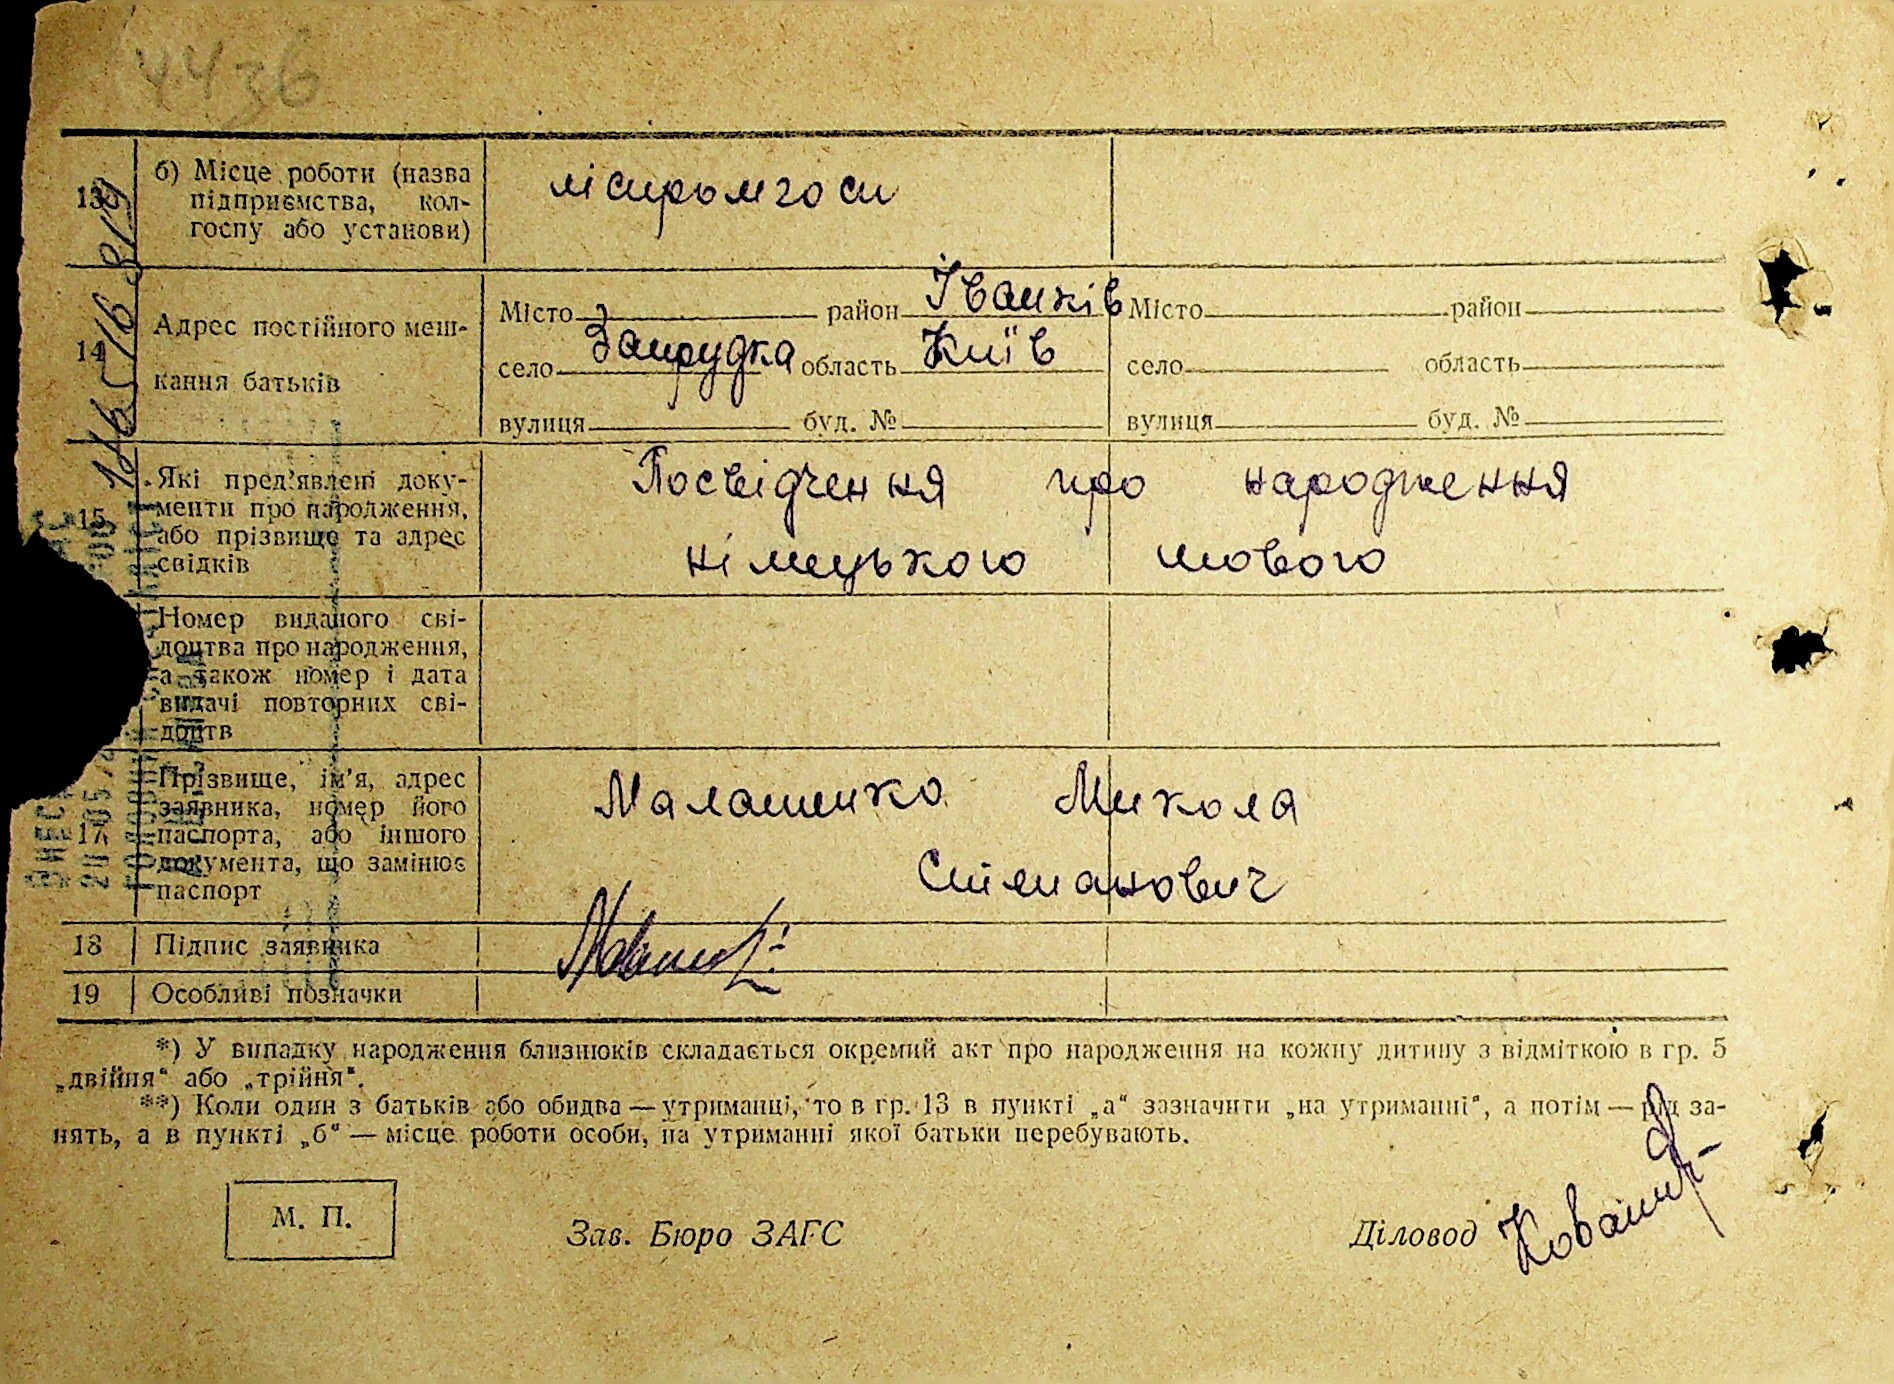 4436
13 б) Місце роботи (назва
підприємства, кол-
госпу або установи)
ліспромгосп
14 Адрес постійного меш-
кання батьків
Місто район Іванків Місто район
село Запрудка область Київ село область
вулиця буд. № вулиця буд. №
15 Які пред'явлені доку-
менти про народження,
або прізвище та адрес
свідків
Посвідчення про народження
німецькою мовою
Номер виданого сві-
доцтва про народження,
а також номер і дата
видачі повторних сві-
доцтв
17 Прізвище, ім'я, адрес
заявника, номер його
паспорта, або іншого
документа, що замінює
паспорт
Малашенко Микола
Степанович
18 Підпис заявника
19 Особливі позначки
*) У випадку народження близнюків складається окремий акт про народження на кожну дитину з відміткою в гр. 5
„двійня“ або „трійня“.
**) Коли один з батьків або обидва — утриманці, то в гр. 13 в пункті „а“ зазначити „на утриманні“, а потім — рід за-
нять, а в пункті „б“ — місце роботи особи, на утриманні якої батьки перебувають.
М. П.
Зав. Бюро ЗАГС
Діловод